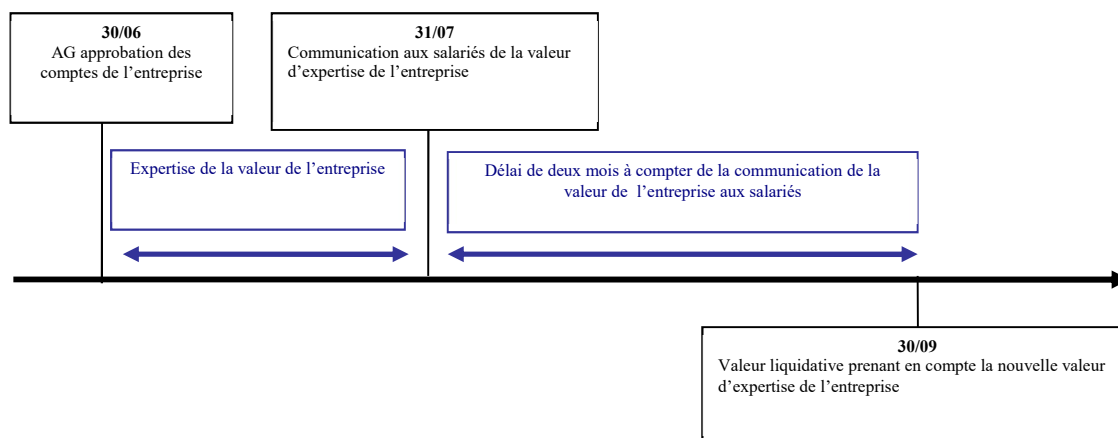 30/06
AG approbation des
comptes de l’entreprise
31/07
Communication aux salariés de la valeur
d’expertise de l’entreprise
Expertise de la valeur de l’entreprise
Délai de deux mois à compter de la communication de la
valeur de l’entreprise aux salariés
30/09
Valeur liquidative prenant en compte la nouvelle valeur
d’expertise de l’entreprise